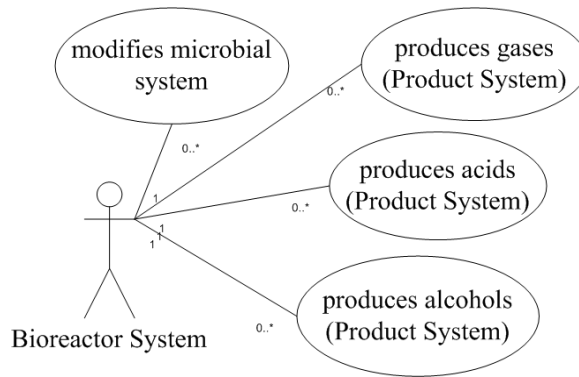 modifies microbial
system
produces gases
(Product System)
0..*
0..*
1
produces acids
(Product System)
0..*
1
1
1
produces alcohols
(Product System)
0..*
Bioreactor System